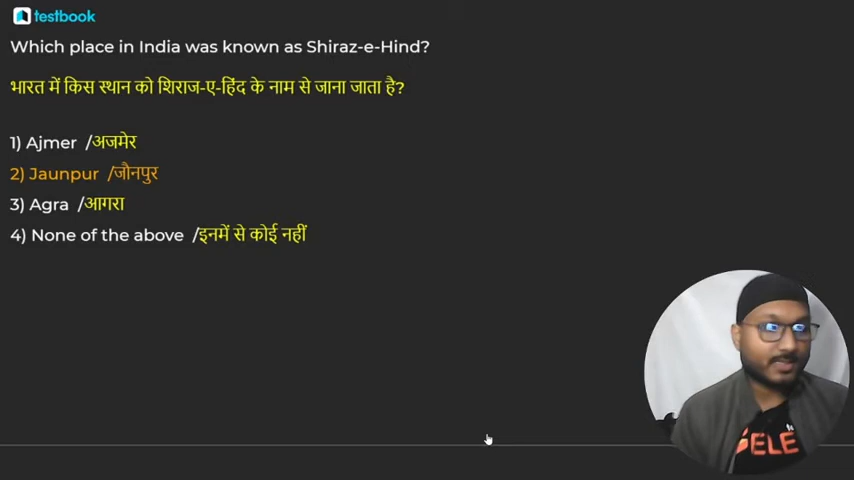 testbook
Which place in India was known as Shiraz-e-Hind?
भारत में किस स्थान को शिराज-ए-हिंद के नाम से जाना जाता है?
1) Ajmer /अजमेर
2) Jaunpur /जौनपुर
3) Agra /आगरा
4) None of the above /इनमें से कोई नहीं